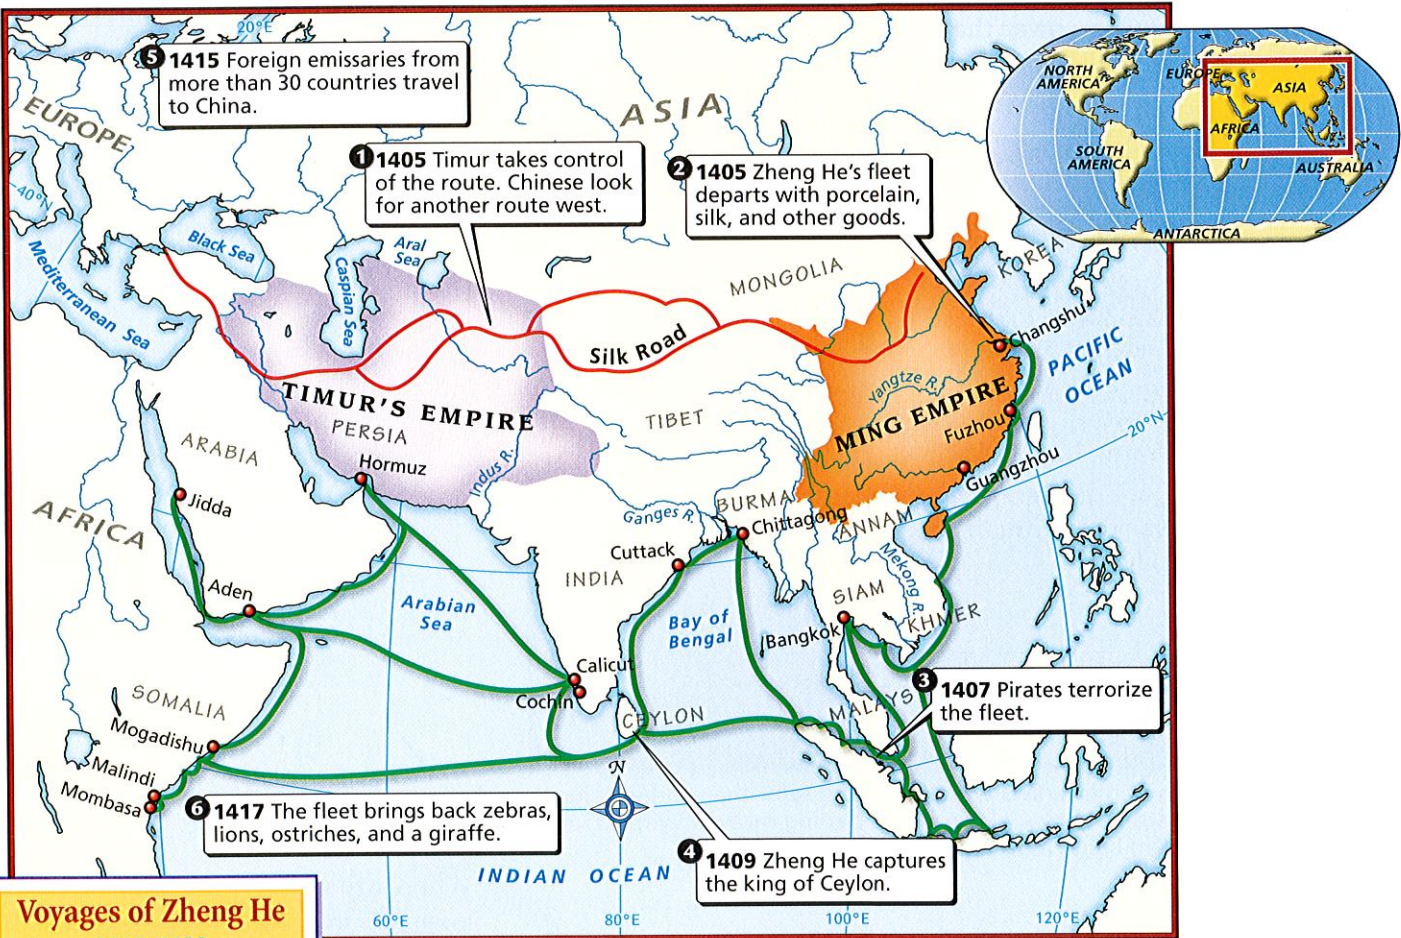 20°E
5 1415 Foreign emissaries from
more than 30 countries travel
to China.
EUROPE
ASIA
1 1405 Timur takes control
of the route. Chinese look
for another route west.
2 1405 Zheng He's fleet
departs with porcelain,
silk, and other goods.
NORTH
AMERICA
EUROPE
ASIA
AFRICA
SOUTH
AMERICA
AUSTRALIA
ANTARCTICA
40°N
Black Sea
Aral
Sea
Caspian Sea
Mediterranean Sea
MONGOLIA
KOREA
Changshu
PACIFIC
OCEAN
Silk Road
Yangtze R.
TIMUR'S EMPIRE
PERSIA
TIBET
MING EMPIRE
Fuzhou
20°N
ARABIA
Hormuz
Indus R.
Guangzhou
Jidda
AFRICA
BURMA
Ganges R.
Chittagong
ANNAM
Cuttack
INDIA
Mekong R.
SIAM
Aden
Arabian
Sea
Bay of
Bengal
Bangkok
KHMER
Calicut
Cochin
3 1407 Pirates terrorize
the fleet.
SOMALIA
CEYLON
MALAYS
Mogadishu
Malindi
Mombasa
N
6 1417 The fleet brings back zebras,
lions, ostriches, and a giraffe.
4 1409 Zheng He captures
the king of Ceylon.
INDIAN OCEAN
Voyages of Zheng He
60°E
80°E
100°E
120°E